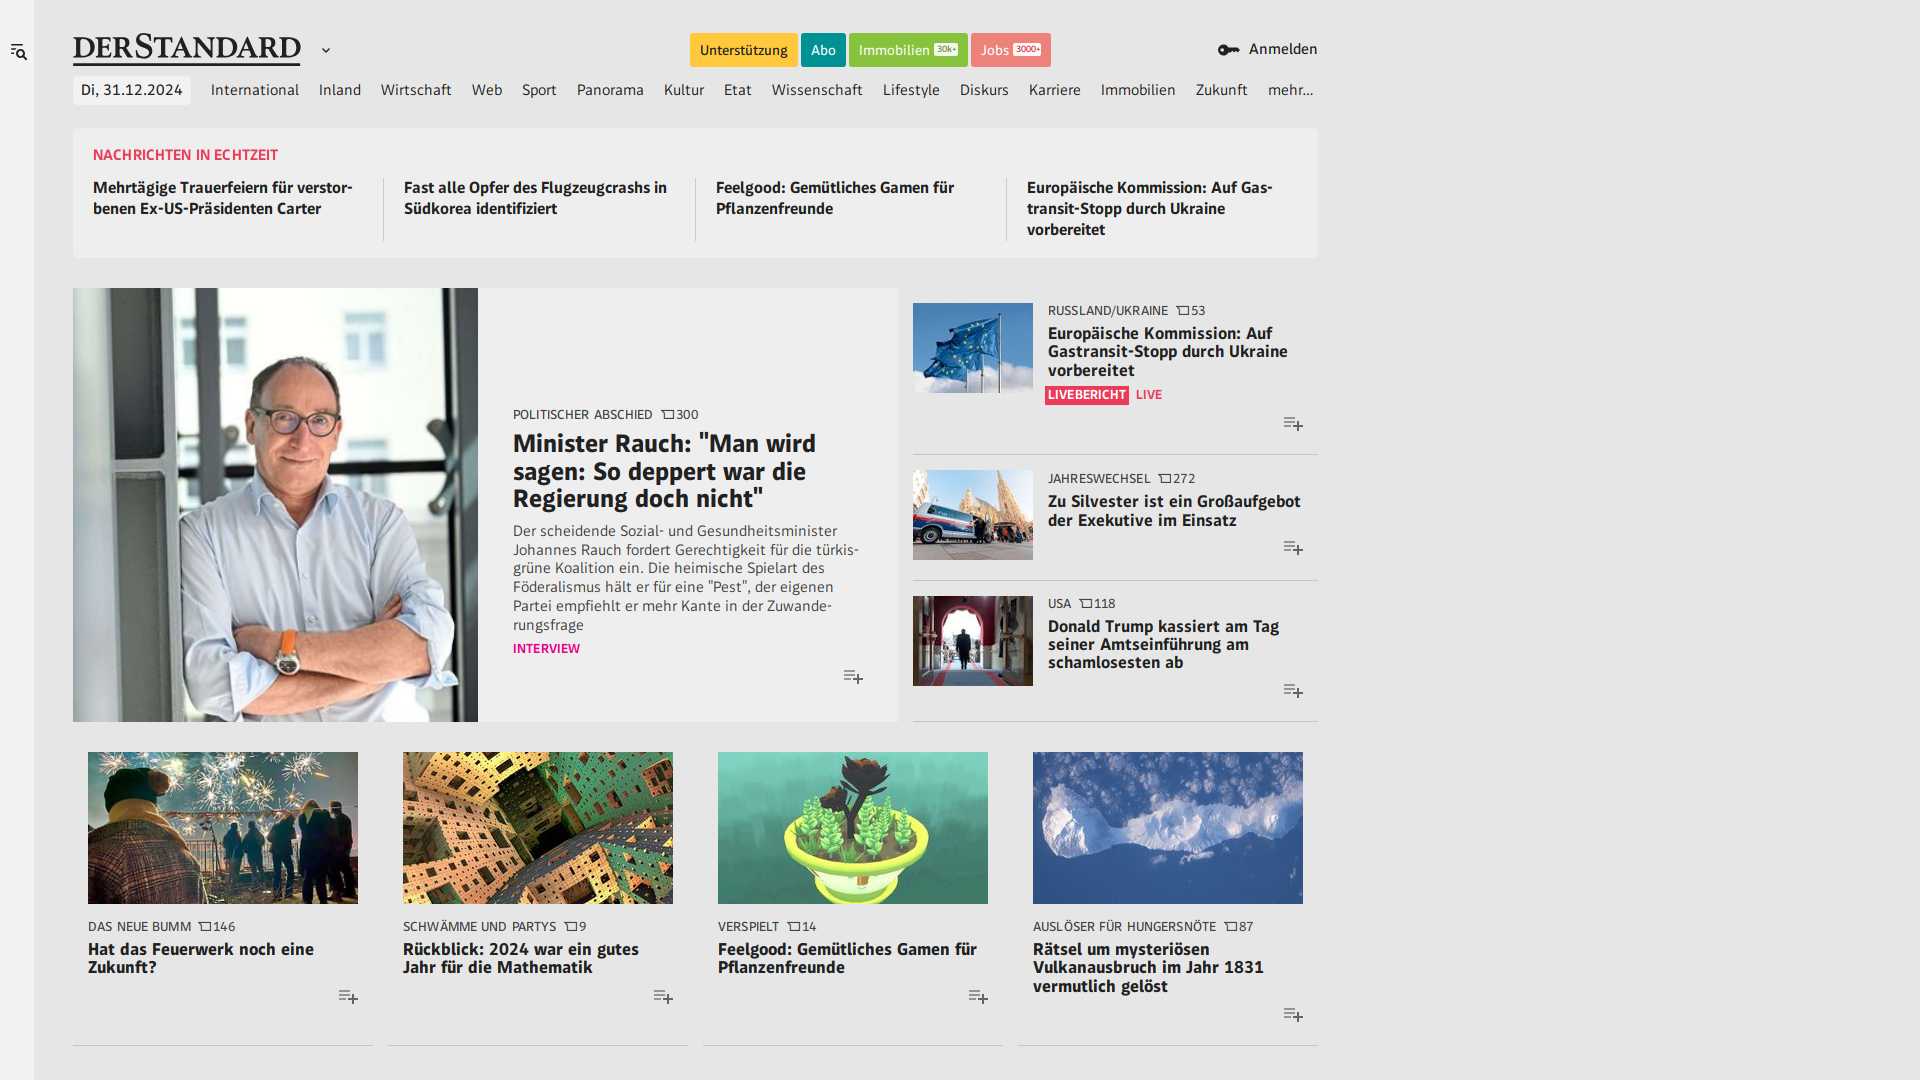 DERSTANDARD
Unterstützung
Abo
Immobilien 30k+
Jobs 3000+
Anmelden
Di, 31.12.2024
International
Inland
Wirtschaft
Web
Sport
Panorama
Kultur
Etat
Wissenschaft
Lifestyle
Diskurs
Karriere
Immobilien
Zukunft
mehr...
NACHRICHTEN IN ECHTZEIT
Mehrtägige Trauerfeiern für verstor-
benen Ex-US-Präsidenten Carter
Fast alle Opfer des Flugzeugcrashs in
Südkorea identifiziert
Feelgood: Gemütliches Gamen für
Pflanzenfreunde
Europäische Kommission: Auf Gas-
transit-Stopp durch Ukraine
vorbereitet
POLITISCHER ABSCHIED 300
Minister Rauch: "Man wird
sagen: So deppert war die
Regierung doch nicht"
Der scheidende Sozial- und Gesundheitsminister
Johannes Rauch fordert Gerechtigkeit für die türkis-
grüne Koalition ein. Die heimische Spielart des
Föderalismus hält er für eine "Pest", der eigenen
Partei empfiehlt er mehr Kante in der Zuwande-
rungsfrage
INTERVIEW
RUSSLAND/UKRAINE 53
Europäische Kommission: Auf
Gastransit-Stopp durch Ukraine
vorbereitet
LIVEBERICHT LIVE
JAHRESWECHSEL 272
Zu Silvester ist ein Großaufgebot
der Exekutive im Einsatz
USA 118
Donald Trump kassiert am Tag
seiner Amtseinführung am
schamlosesten ab
DAS NEUE BUMM 146
Hat das Feuerwerk noch eine
Zukunft?
SCHWÄMME UND PARTYS 9
Rückblick: 2024 war ein gutes
Jahr für die Mathematik
VERSPIELT 14
Feelgood: Gemütliches Gamen für
Pflanzenfreunde
AUSLÖSER FÜR HUNGERSNÖTE 87
Rätsel um mysteriösen
Vulkanausbruch im Jahr 1831
vermutlich gelöst